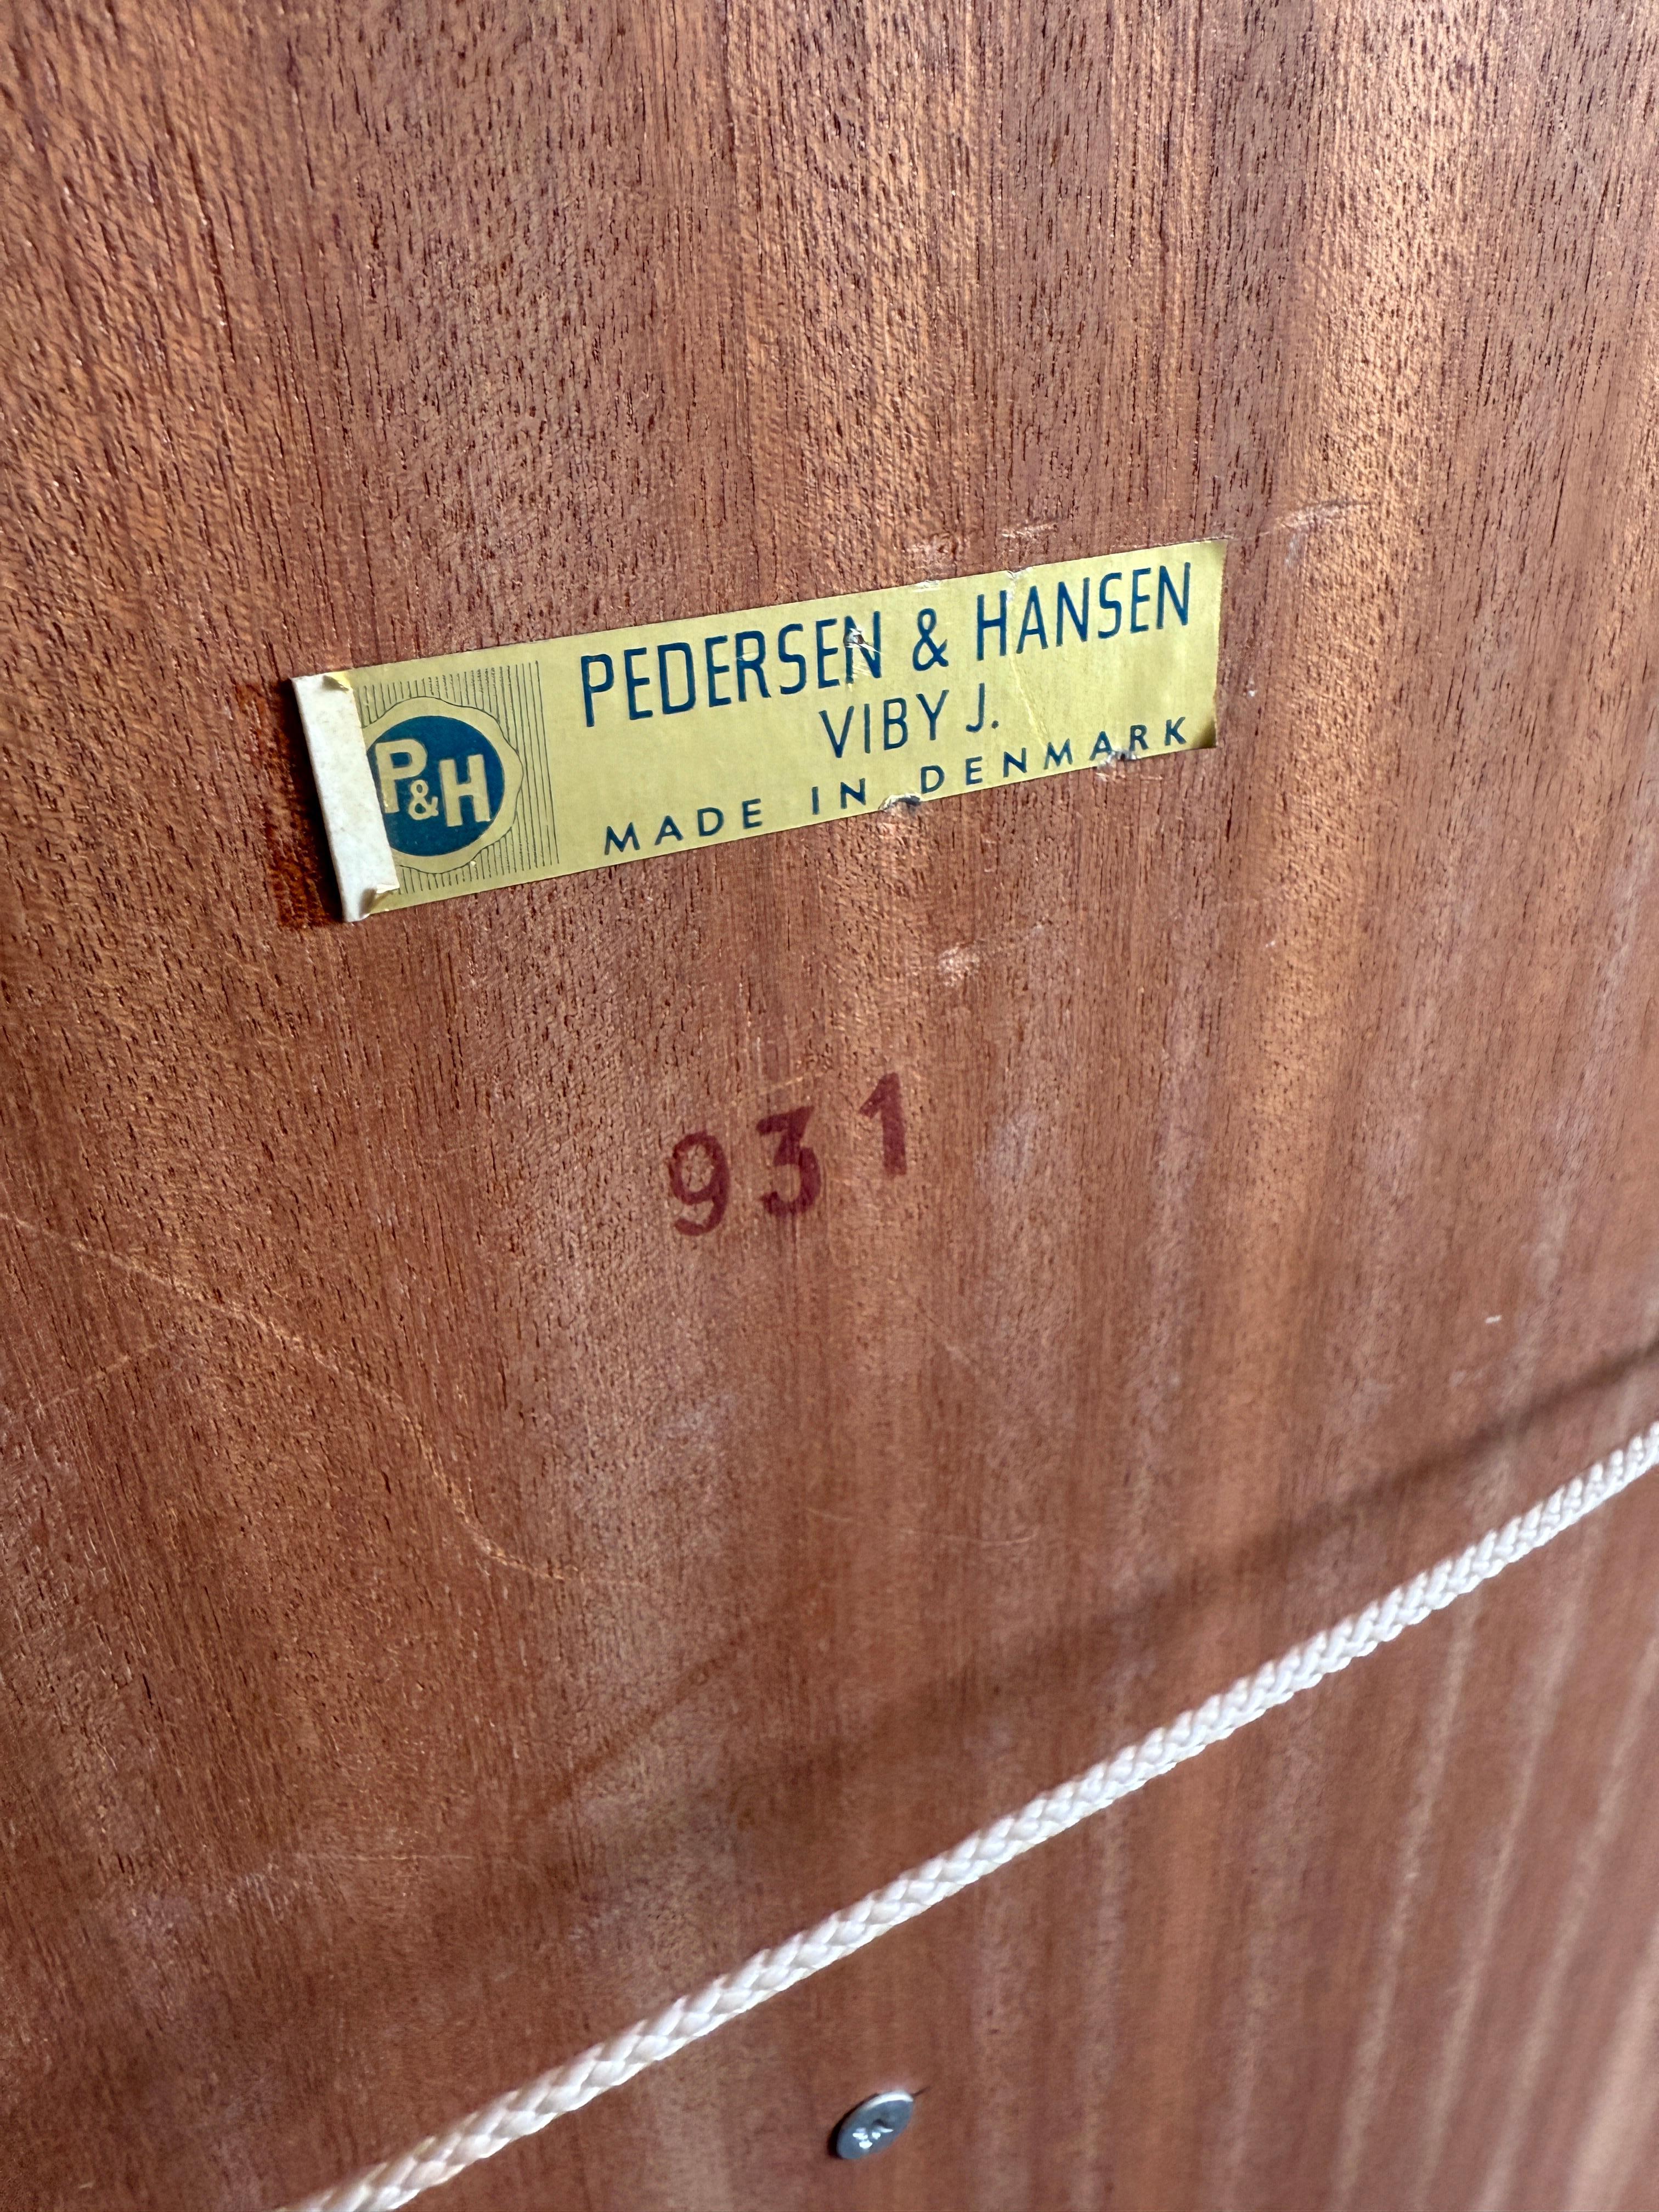 P&H
PEDERSEN & HANSEN
VIBY J.
MADE IN DENMARK
931